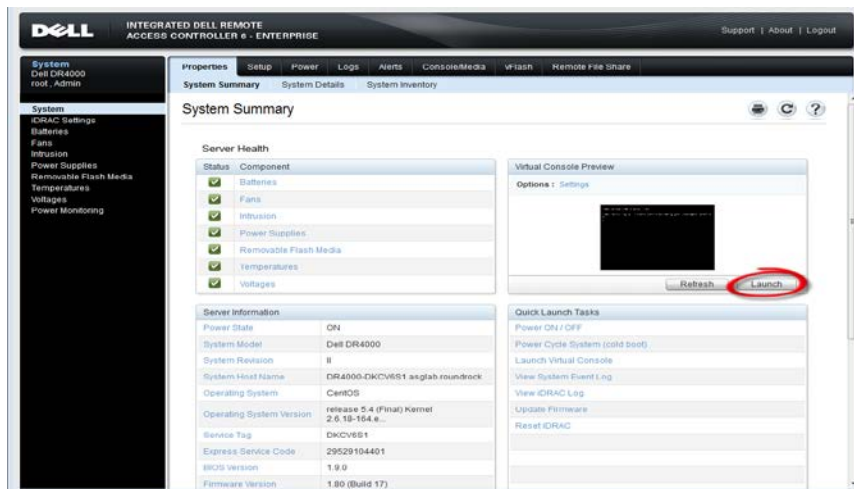 DELL
INTEGRATED DELL REMOTE
ACCESS CONTROLLER 6 - ENTERPRISE
Support | About | Logout
System
Dell DR4000
root , Admin
System
iDRAC Settings
Batteries
Fans
Intrusion
Power Supplies
Removable Flash Media
Temperatures
Voltages
Power Monitoring
Properties Setup Power Logs Alerts Console/Media vFlash Remote File Share
System Summary System Details System Inventory
System Summary
Server Health
Status Component
Batteries
Fans
Intrusion
Power Supplies
Removable Flash Media
Temperatures
Voltages
Virtual Console Preview
Options : Settings
Refresh Launch
Server Information
Power State ON
System Model Dell DR4000
System Revision II
System Host Name DR4000-DKCV6S1.asglab.roundrock
Operating System CentOS
Operating System Version release 5.4 (Final) Kernel
2.6.18-164.e...
Service Tag DKCV6S1
Express Service Code 29529104401
BIOS Version 1.9.0
Firmware Version 1.80 (Build 17)
Quick Launch Tasks
Power ON / OFF
Power Cycle System (cold boot)
Launch Virtual Console
View System Event Log
View iDRAC Log
Update Firmware
Reset iDRAC